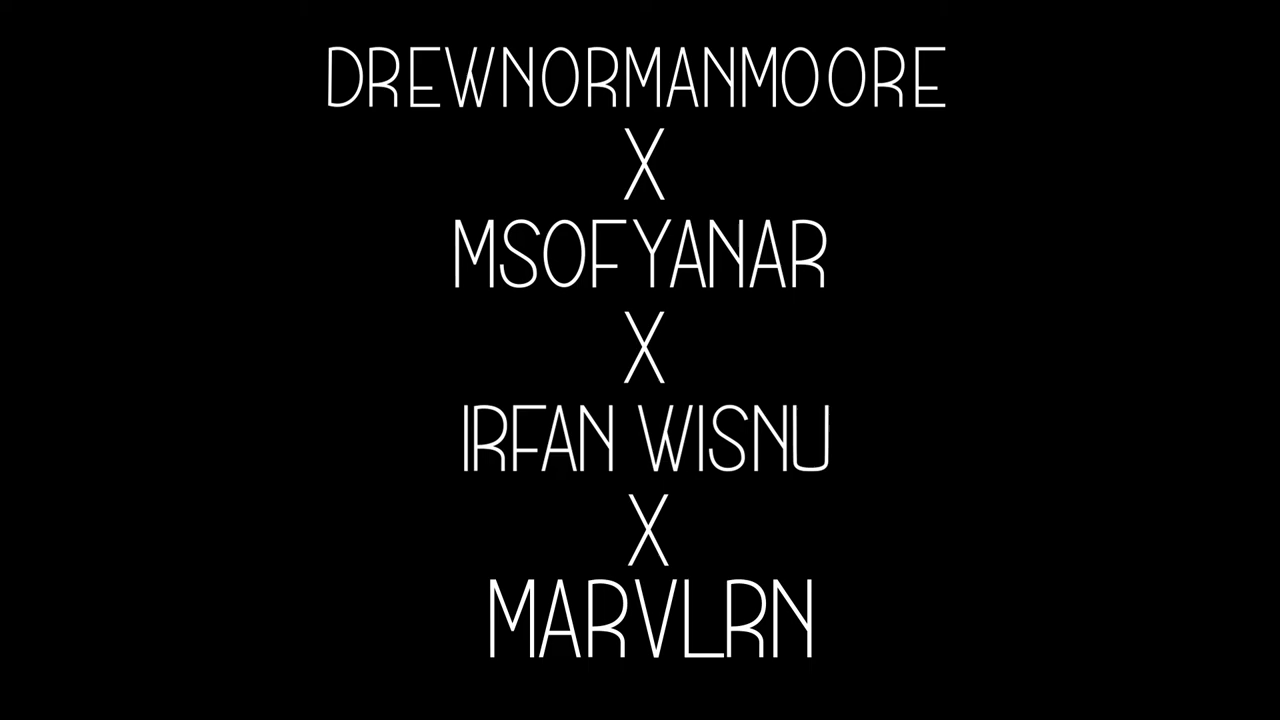 DREWNORMANMOORE
X
MSOFYANAR
X
IRFAN WISNU
X
MARVLRN